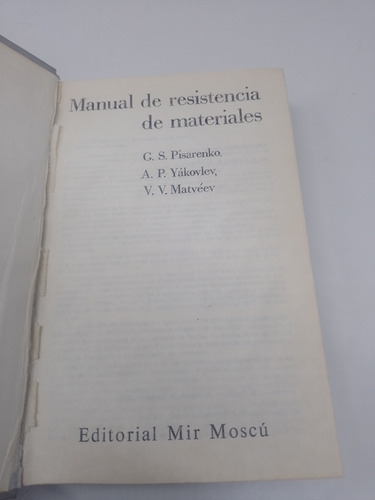 Manual de resistencia
de materiales
G. S. Pisarenko,
A. P. Yákovlev,
V. V. Matvéev
Editorial Mir Moscú